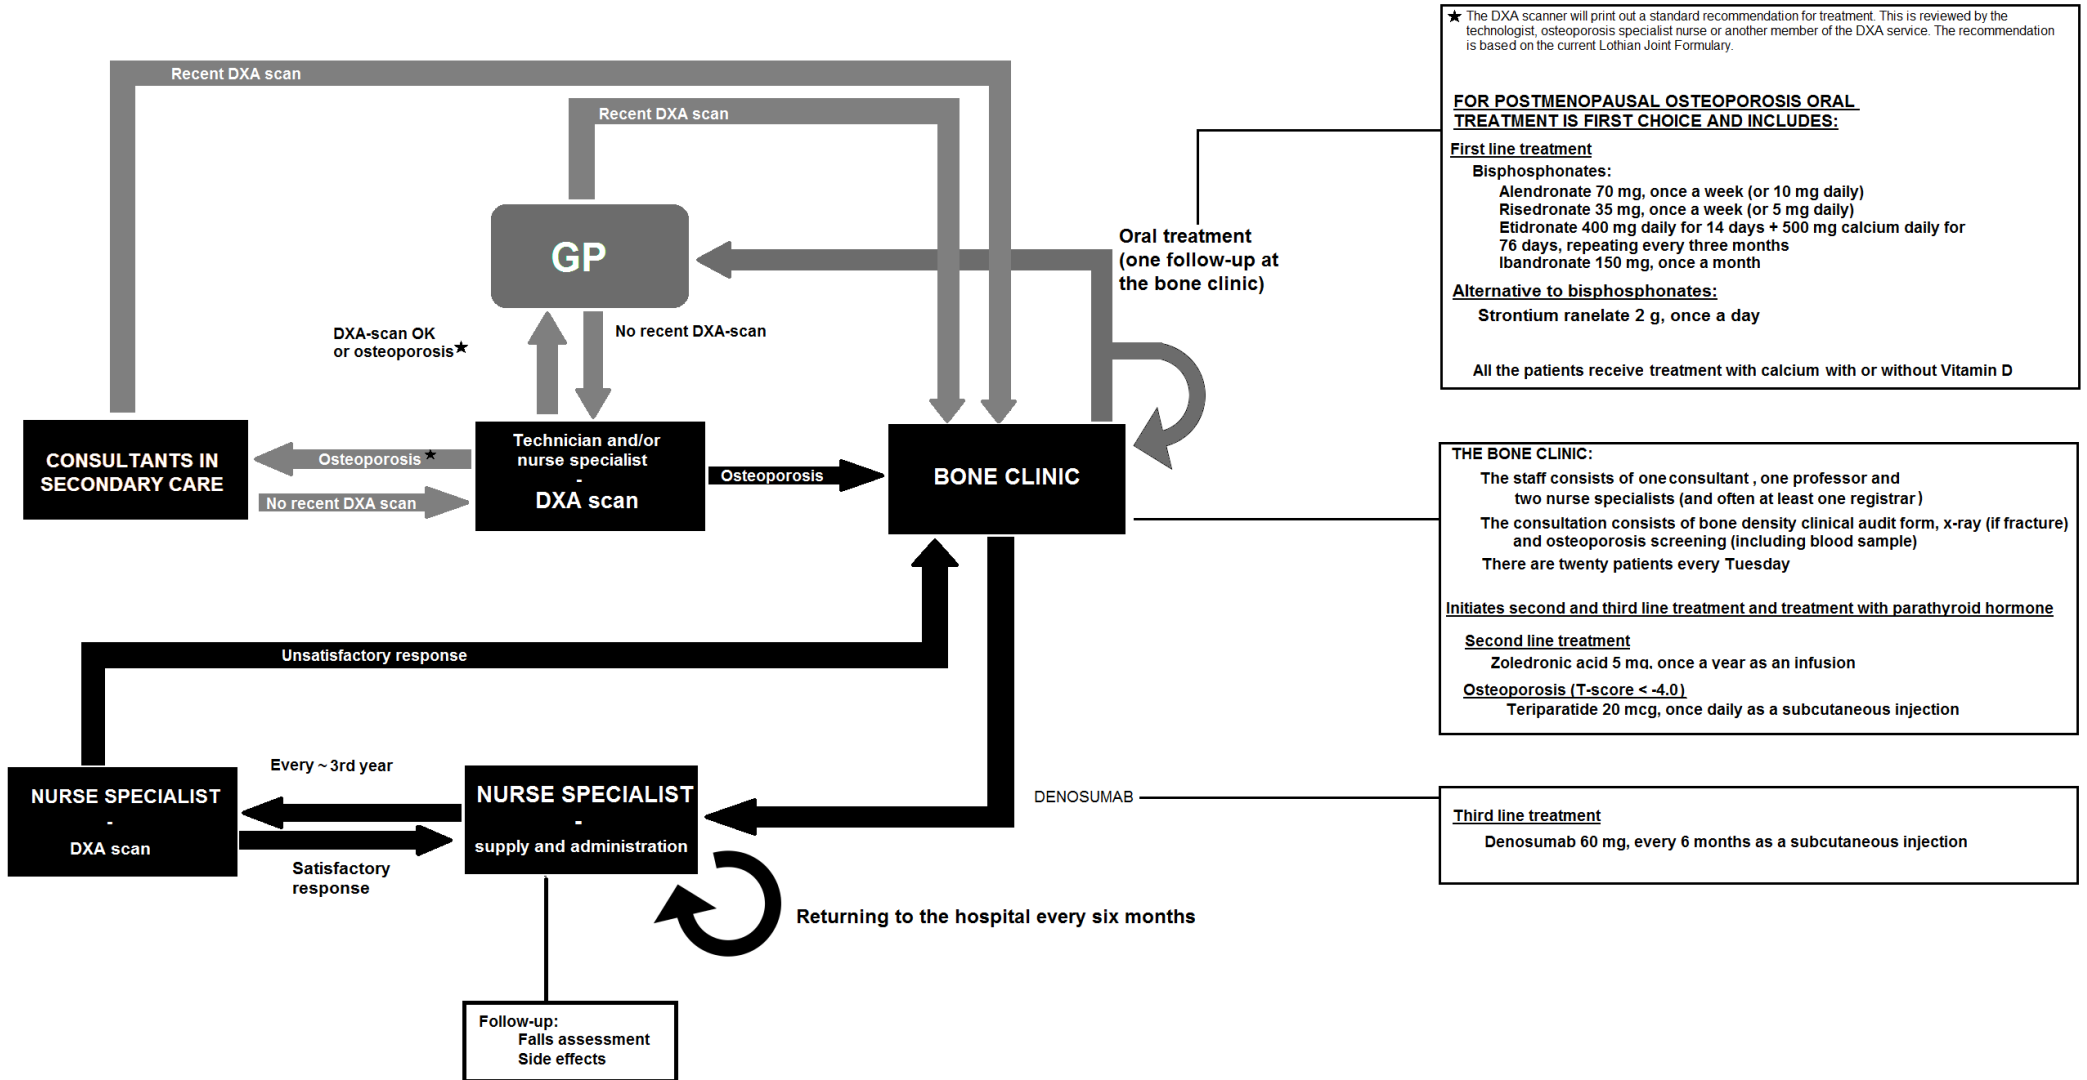 ★ The DXA scanner will print out a standard recommendation for treatment. This is reviewed by the
technologist, osteoporosis specialist nurse or another member of the DXA service. The recommendation
is based on the current Lothian Joint Formulary.
FOR POSTMENOPAUSAL OSTEOPOROSIS ORAL
TREATMENT IS FIRST CHOICE AND INCLUDES:
First line treatment
Bisphosphonates:
Alendronate 70 mg, once a week (or 10 mg daily)
Risedronate 35 mg, once a week (or 5 mg daily)
Etidronate 400 mg daily for 14 days + 500 mg calcium daily for
76 days, repeating every three months
Ibandronate 150 mg, once a month
Alternative to bisphosphonates:
Strontium ranelate 2 g, once a day
All the patients receive treatment with calcium with or without Vitamin D
Recent DXA scan
Recent DXA scan
GP
Oral treatment
(one follow-up at
the bone clinic)
DXA-scan OK
or osteoporosis★
No recent DXA-scan
CONSULTANTS IN
SECONDARY CARE
Osteoporosis ★
No recent DXA scan
Technician and/or
nurse specialist
-
DXA scan
Osteoporosis
BONE CLINIC
THE BONE CLINIC:
The staff consists of one consultant, one professor and
two nurse specialists (and often at least one registrar)
The consultation consists of bone density clinical audit form, x-ray (if fracture)
and osteoporosis screening (including blood sample)
There are twenty patients every Tuesday
Initiates second and third line treatment and treatment with parathyroid hormone
Second line treatment
Zoledronic acid 5 mg, once a year as an infusion
Osteoporosis (T-score < -4.0)
Teriparatide 20 mcg, once daily as a subcutaneous injection
Unsatisfactory response
NURSE SPECIALIST
-
DXA scan
Every ~ 3rd year
Satisfactory
response
NURSE SPECIALIST
-
supply and administration
DENOSUMAB
Third line treatment
Denosumab 60 mg, every 6 months as a subcutaneous injection
Returning to the hospital every six months
Follow-up:
Falls assessment
Side effects